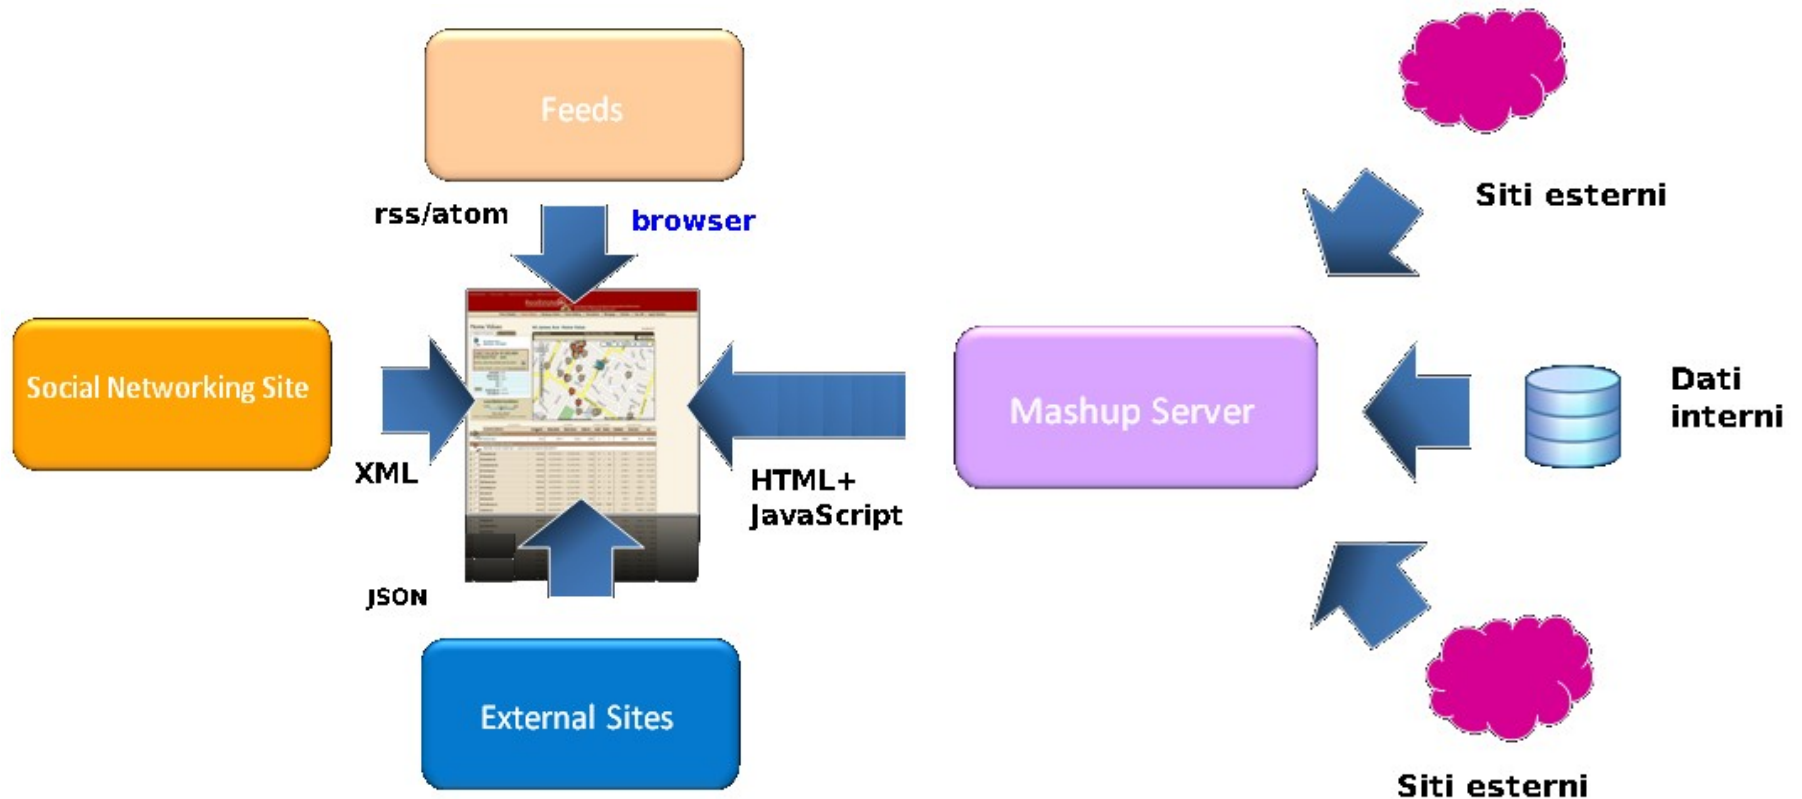 Feeds
Siti esterni
rss/atom
browser
Social Networking Site
Mashup Server
Dati
interni
XML
HTML+
JavaScript
JSON
External Sites
Siti esterni